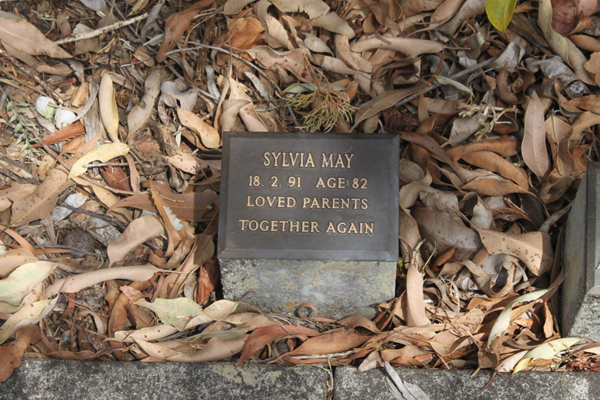 SYLVIA MAY
18. 2. 91 AGE 82
LOVED PARENTS
TOGETHER AGAIN